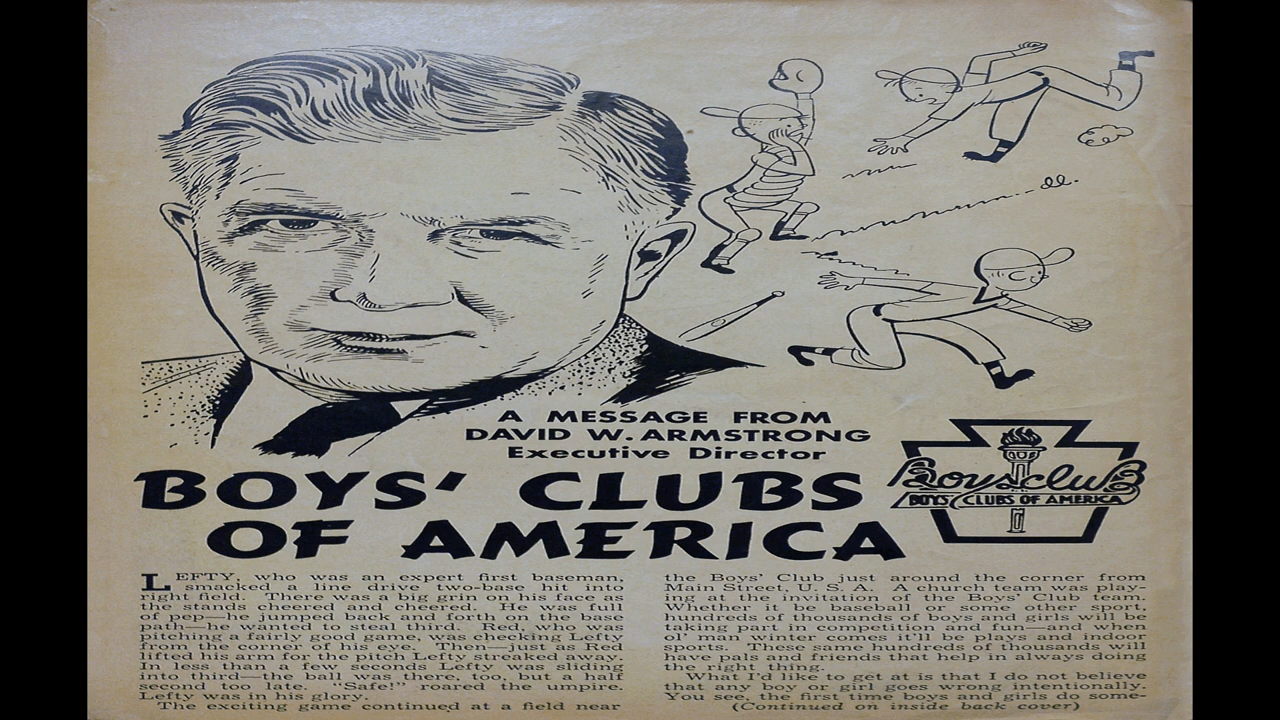 A MESSAGE FROM
DAVID W. ARMSTRONG
Executive Director
BOYS' CLUBS
OF AMERICA
Boys club
BOYS' CLUBS OF AMERICA
LEFTY, who was an expert first baseman,
smacked a line drive two-base hit into
right field. There was a big grin on his face as
the stands cheered and cheered. He was full
of pep—he jumped back and forth on the base
path—he wanted to steal third. Red, who was
pitching a fairly good game, was checking Lefty
from the corner of his eye. Then—just as Red
lifted his arm for the pitch Lefty streaked away.
In less than a few seconds Lefty was sliding
into third—the ball was there, too, but a half
second too late. "Safe!" roared the umpire.
Lefty was in his glory.
The exciting game continued at a field near
the Boys' Club just around the corner from
Main Street, U. S. A. A church team was play-
ing at the invitation of the Boys' Club team.
Whether it be baseball or some other sport,
hundreds of thousands of boys and girls will be
taking part in competition and fun—and when
ol' man winter comes it'll be plays and indoor
sports. These same hundreds of thousands will
have pals and friends that help in always doing
the right thing.
What I'd like to get at is that I do not believe
that any boy or girl goes wrong intentionally.
You see, the first time boys and girls do some-
(Continued on inside back cover)